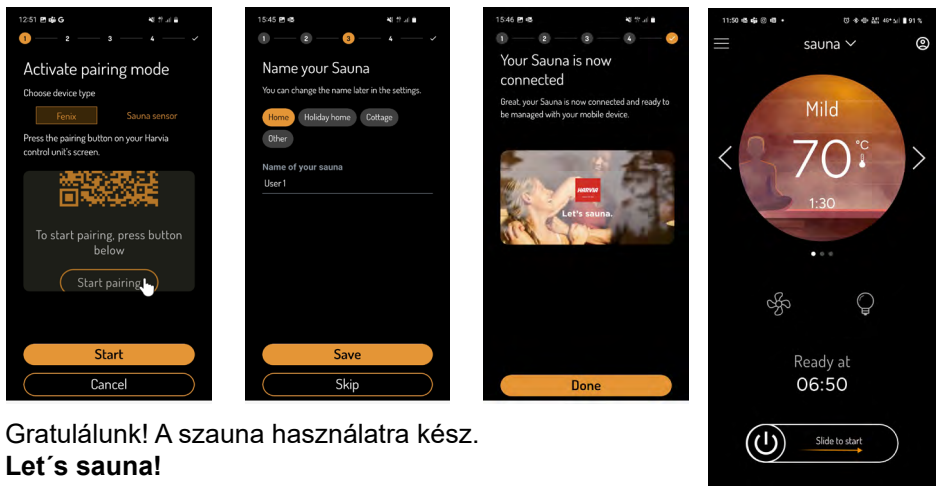 12:51
1 2 3 4
Activate pairing mode
Choose device type
Fenix Sauna sensor
Press the pairing button on your Harvia
control unit's screen.
To start pairing, press button
below
Start pairing
Start
Cancel
15:45
1 2 3 4
Name your Sauna
You can change the name later in the settings.
Home Holiday home Cottage
Other
Name of your sauna
User 1
Save
Skip
15:46
1 2 3 4
Your Sauna is now
connected
Great, your Sauna is now connected and ready to
be managed with your mobile device.
HARVIA
Let's sauna.
Done
11:50 91 %
sauna
Mild
70 °C
1:30
Ready at
06:50
Slide to start
Gratulálunk! A szauna használatra kész.
Let´s sauna!